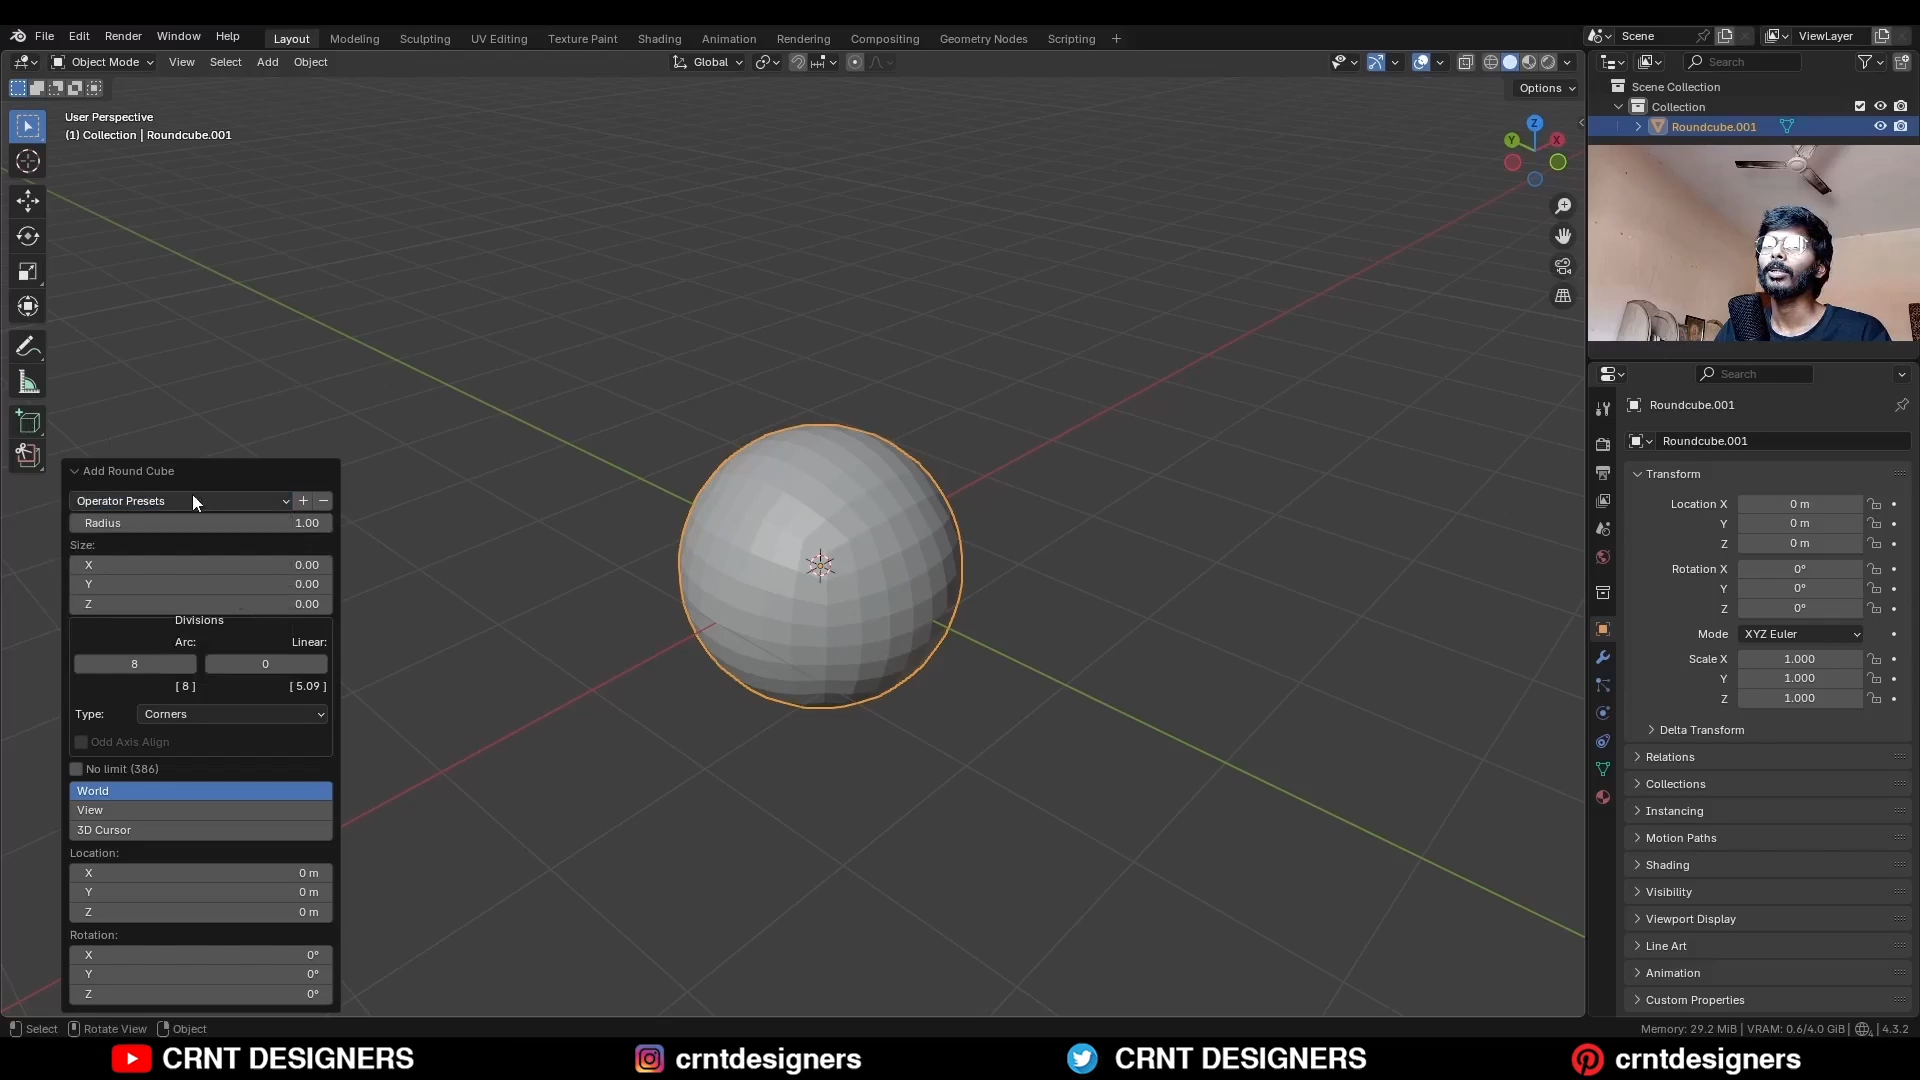 File Edit Render Window Help Layout Modeling Sculpting UV Editing Texture Paint Shading Animation Rendering Compositing Geometry Nodes Scripting + Scene ViewLayer
Object Mode View Select Add Object Global Search
Options
User Perspective
(1) Collection | Roundcube.001
Z
Y X
Scene Collection
Collection
Roundcube.001
Add Round Cube
Operator Presets + −
Radius 1.00
Size:
X 0.00
Y 0.00
Z 0.00
Divisions
Arc: Linear:
8 0
[ 8 ] [ 5.09 ]
Type: Corners
Odd Axis Align
No limit (386)
World
View
3D Cursor
Location:
X 0 m
Y 0 m
Z 0 m
Rotation:
X 0°
Y 0°
Z 0°
Search
Roundcube.001
Roundcube.001
Transform
Location X 0 m
Y 0 m
Z 0 m
Rotation X 0°
Y 0°
Z 0°
Mode XYZ Euler
Scale X 1.000
Y 1.000
Z 1.000
Delta Transform
Relations
Collections
Instancing
Motion Paths
Shading
Visibility
Viewport Display
Line Art
Animation
Custom Properties
Select Rotate View Object Memory: 29.2 MiB | VRAM: 0.6/4.0 GiB | 4.3.2
CRNT DESIGNERS crntdesigners CRNT DESIGNERS crntdesigners